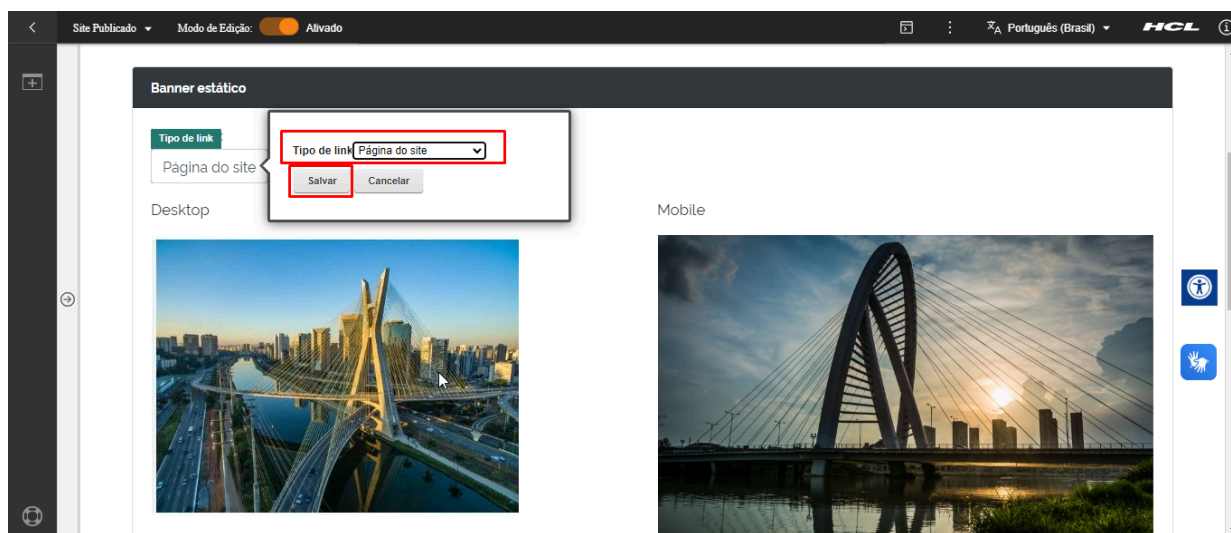 Site Publicado
Modo de Edição:
Ativado
Português (Brasil)
HCL
Banner estático
Tipo de link
Página do site
Tipo de link
Página do site
Salvar
Cancelar
Desktop
Mobile